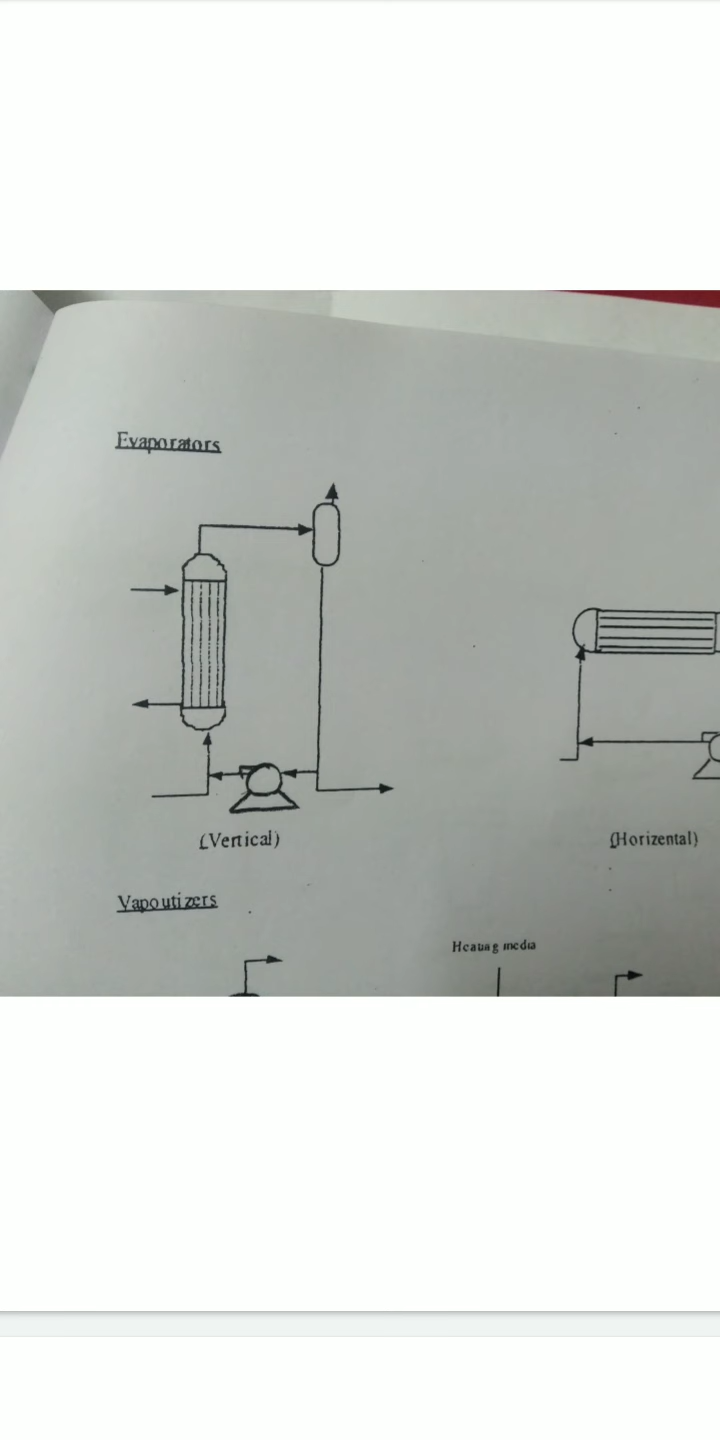 Evaporators
(Vertical)
(Horizental)
Vapoutizers
Heating media